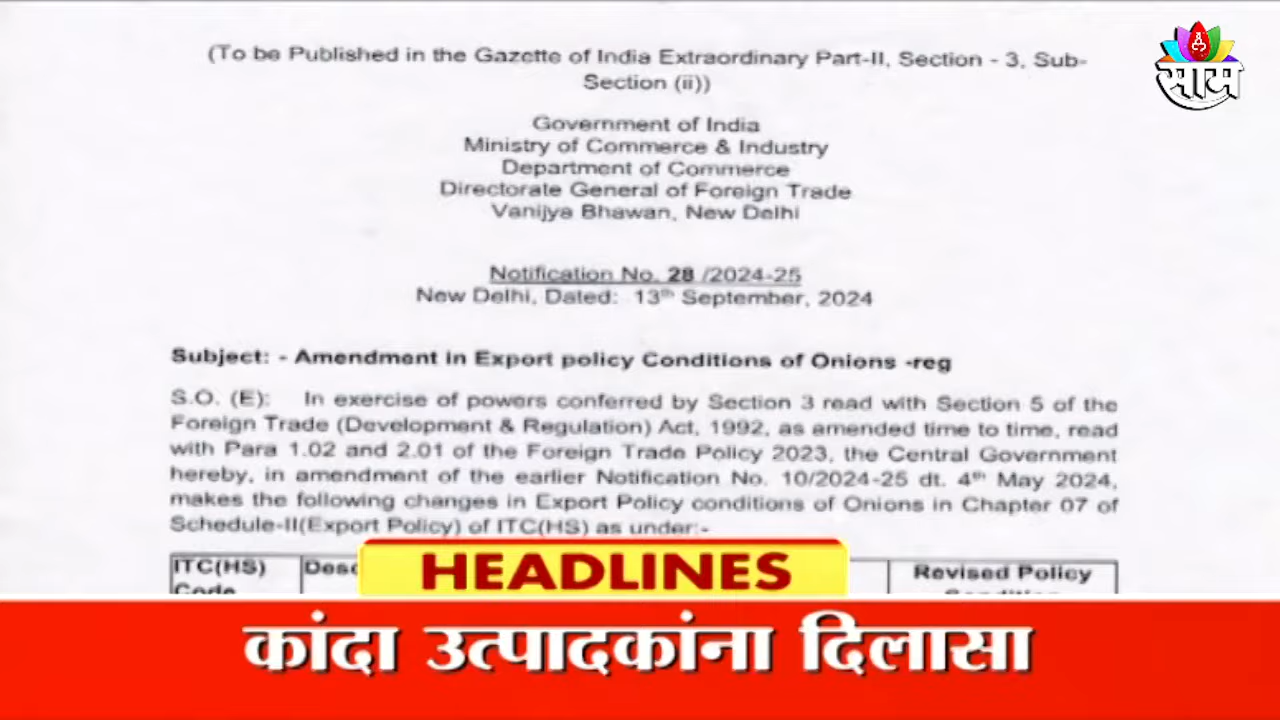 साम
(To be Published in the Gazette of India Extraordinary Part-II, Section - 3, Sub-
Section (ii))
Government of India
Ministry of Commerce & Industry
Department of Commerce
Directorate General of Foreign Trade
Vanijya Bhawan, New Delhi
Notification No. 28 /2024-25
New Delhi, Dated: 13th September, 2024
Subject: - Amendment in Export policy Conditions of Onions -reg
S.O. (E): In exercise of powers conferred by Section 3 read with Section 5 of the
Foreign Trade (Development & Regulation) Act, 1992, as amended time to time, read
with Para 1.02 and 2.01 of the Foreign Trade Policy 2023, the Central Government
hereby, in amendment of the earlier Notification No. 10/2024-25 dt. 4th May 2024,
makes the following changes in Export Policy conditions of Onions in Chapter 07 of
Schedule-II(Export Policy) of ITC(HS) as under:-
ITC(HS) Desc Revised Policy
Code
HEADLINES
कांदा उत्पादकांना दिलासा